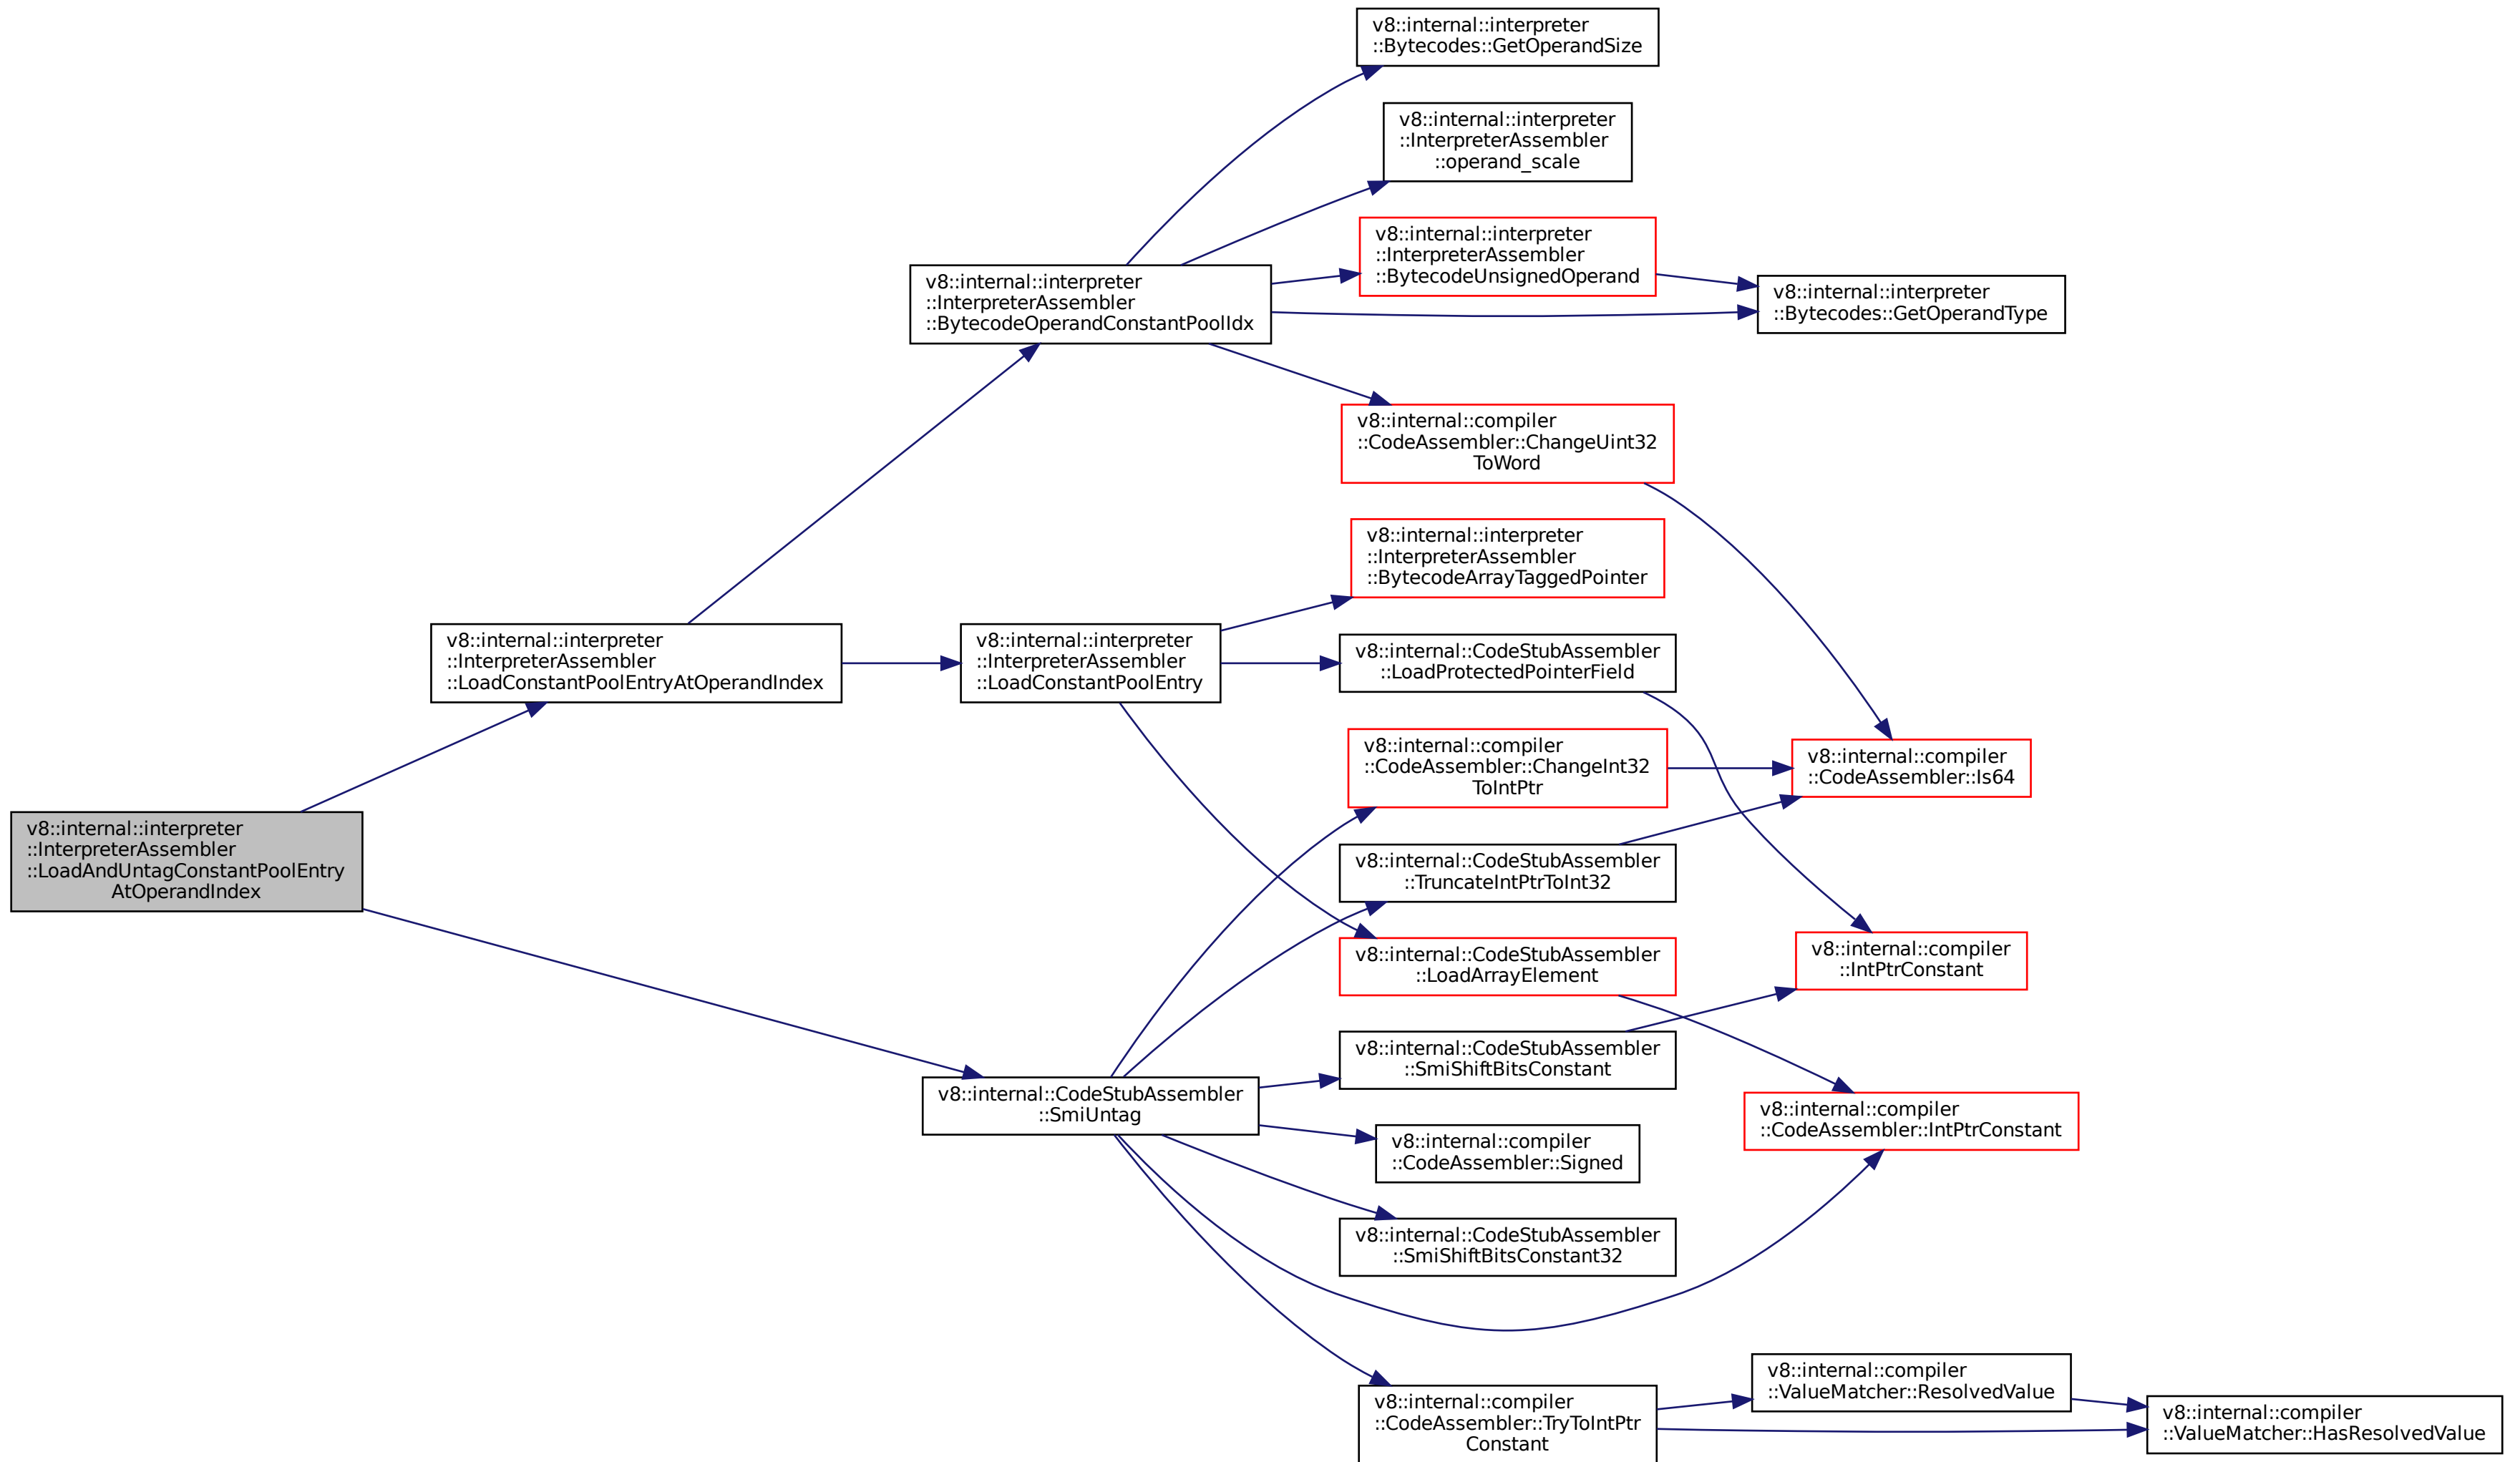 v8::internal::interpreter
::Bytecodes::GetOperandSize
v8::internal::interpreter
::InterpreterAssembler
::operand_scale
v8::internal::interpreter
::InterpreterAssembler
::BytecodeUnsignedOperand
v8::internal::interpreter
::InterpreterAssembler
::BytecodeOperandConstantPoolIdx
v8::internal::interpreter
::Bytecodes::GetOperandType
v8::internal::compiler
::CodeAssembler::ChangeUint32
ToWord
v8::internal::interpreter
::InterpreterAssembler
::BytecodeArrayTaggedPointer
v8::internal::interpreter
::InterpreterAssembler
::LoadConstantPoolEntryAtOperandIndex
v8::internal::interpreter
::InterpreterAssembler
::LoadConstantPoolEntry
v8::internal::CodeStubAssembler
::LoadProtectedPointerField
v8::internal::compiler
::CodeAssembler::ChangeInt32
ToIntPtr
v8::internal::compiler
::CodeAssembler::Is64
v8::internal::interpreter
::InterpreterAssembler
::LoadAndUntagConstantPoolEntry
AtOperandIndex
v8::internal::CodeStubAssembler
::TruncateIntPtrToInt32
v8::internal::CodeStubAssembler
::LoadArrayElement
v8::internal::compiler
::IntPtrConstant
v8::internal::CodeStubAssembler
::SmiShiftBitsConstant
v8::internal::CodeStubAssembler
::SmiUntag
v8::internal::compiler
::CodeAssembler::IntPtrConstant
v8::internal::compiler
::CodeAssembler::Signed
v8::internal::CodeStubAssembler
::SmiShiftBitsConstant32
v8::internal::compiler
::ValueMatcher::ResolvedValue
v8::internal::compiler
::CodeAssembler::TryToIntPtr
Constant
v8::internal::compiler
::ValueMatcher::HasResolvedValue